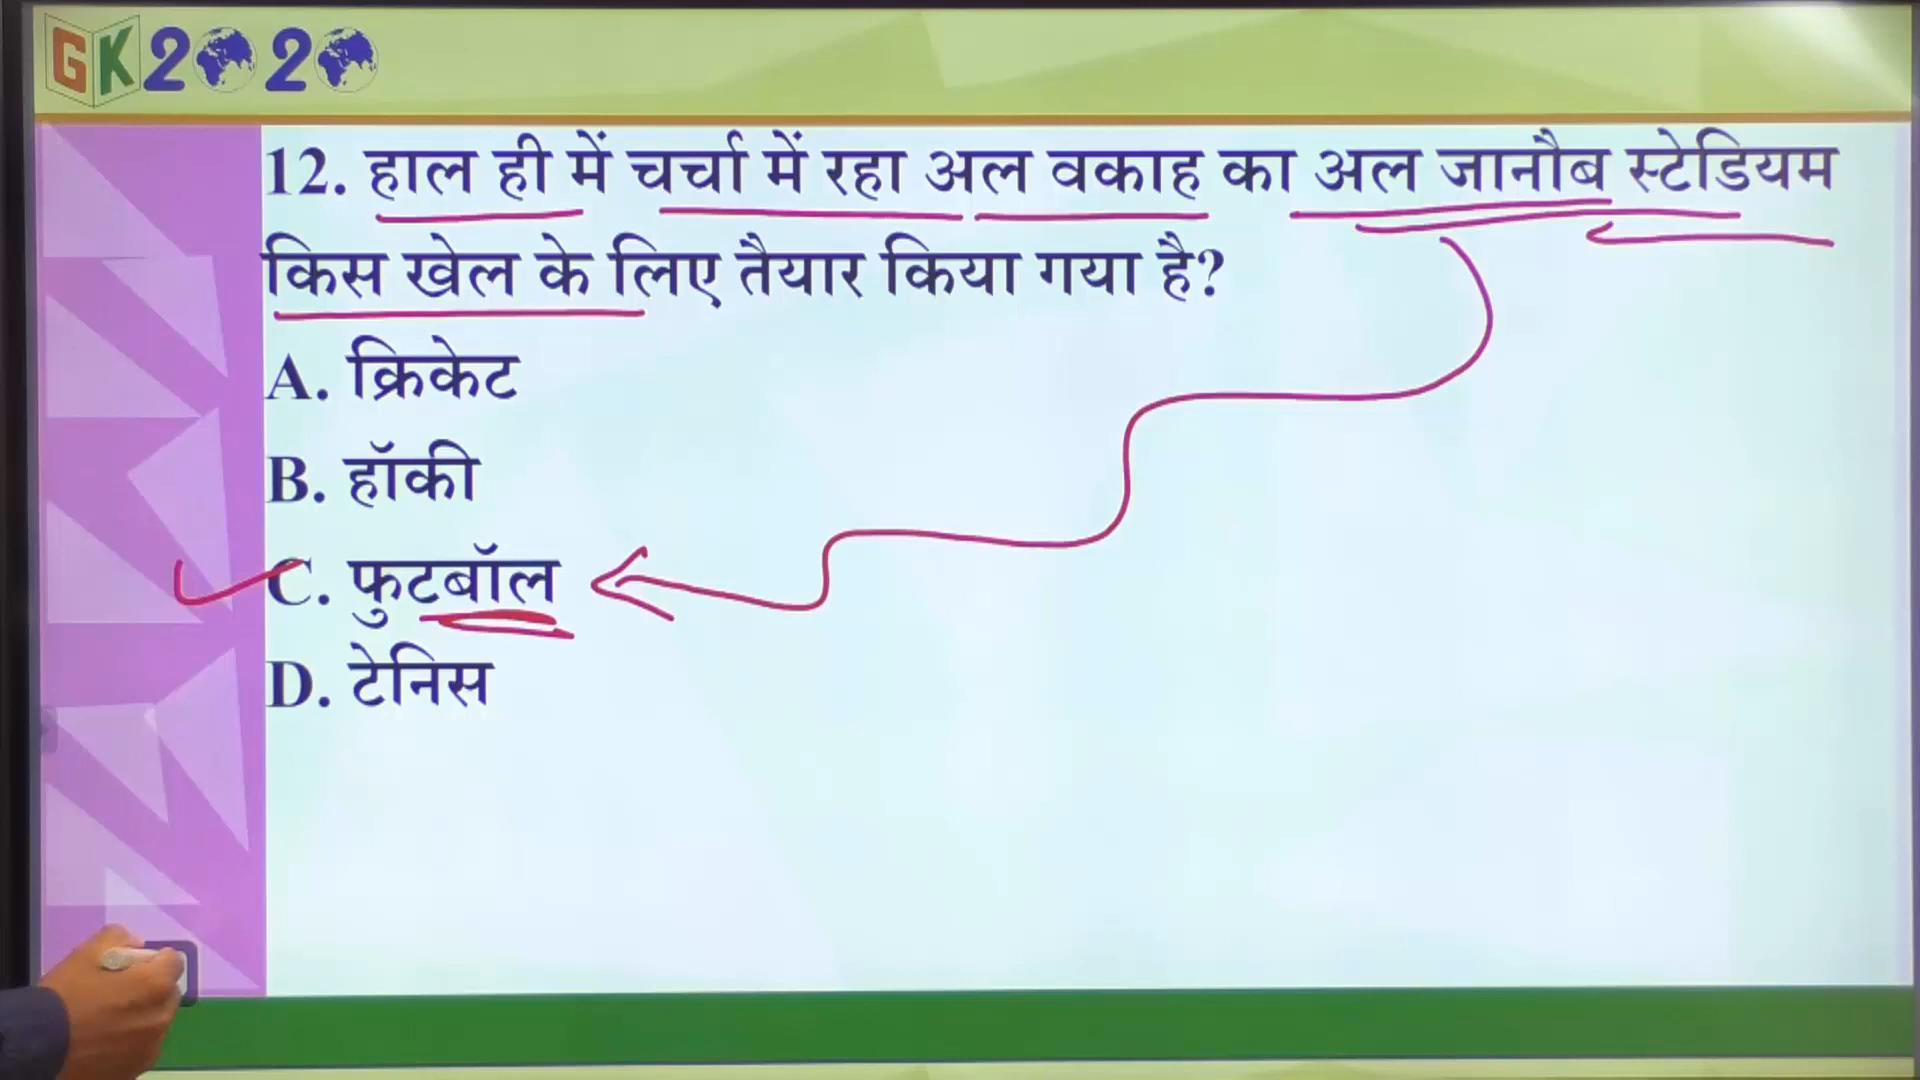 GK2020
12. हाल ही में चर्चा में रहा अल वकाह का अल जानौब स्टेडियम
किस खेल के लिए तैयार किया गया है?
A. क्रिकेट
B. हॉकी
C. फुटबॉल
D. टेनिस